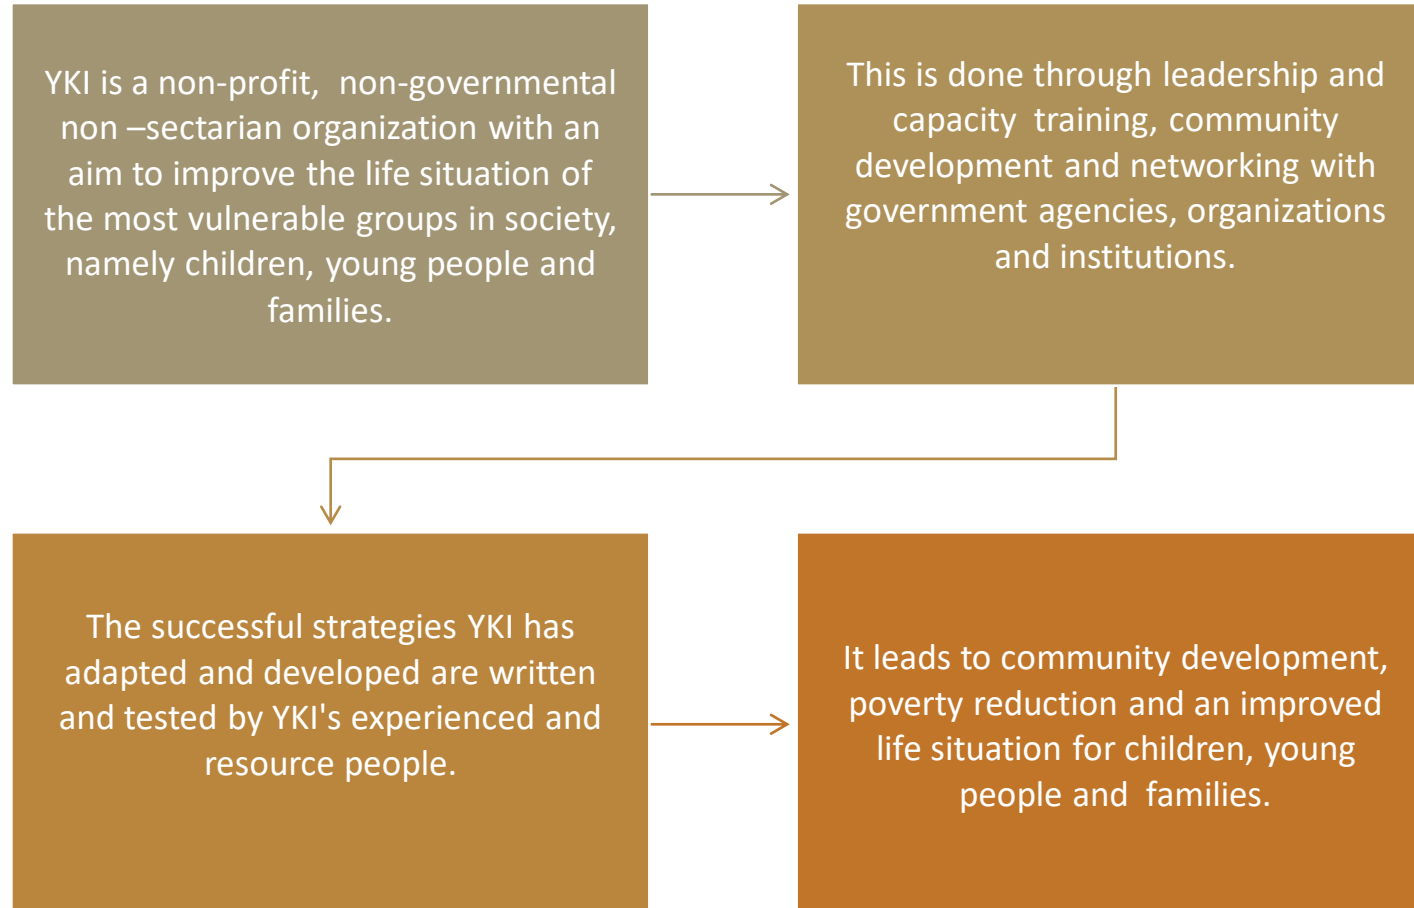 YKI is a non-profit,  non-governmental
non –sectarian organization with an
aim to improve the life situation of
the most vulnerable groups in society,
namely children, young people and
families.
This is done through leadership and
capacity  training, community
development and networking with
government agencies, organizations
and institutions.
The successful strategies YKI has
adapted and developed are written
and tested by YKI's experienced and
resource people.
It leads to community development,
poverty reduction and an improved
life situation for children, young
people and  families.